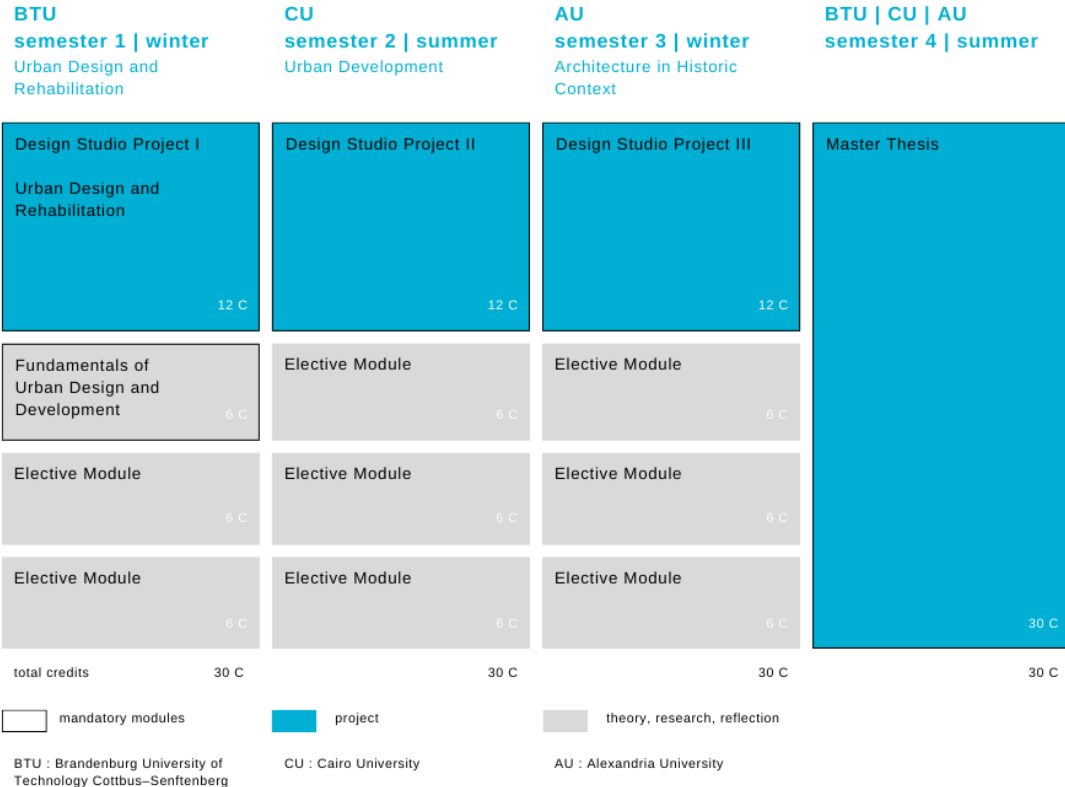 BTU
semester 1 | winter
Urban Design and
Rehabilitation
CU
semester 2 | summer
Urban Development
AU
semester 3 | winter
Architecture in Historic
Context
BTU | CU | AU
semester 4 | summer
Design Studio Project I
Urban Design and
Rehabilitation
12 C
Design Studio Project II
12 C
Design Studio Project III
12 C
Master Thesis
30 C
Fundamentals of
Urban Design and
Development
6 C
Elective Module
6 C
Elective Module
6 C
Elective Module
6 C
Elective Module
6 C
Elective Module
6 C
Elective Module
6 C
Elective Module
6 C
Elective Module
6 C
total credits 30 C 30 C 30 C 30 C
mandatory modules
project
theory, research, reflection
BTU : Brandenburg University of
Technology Cottbus–Senftenberg
CU : Cairo University
AU : Alexandria University